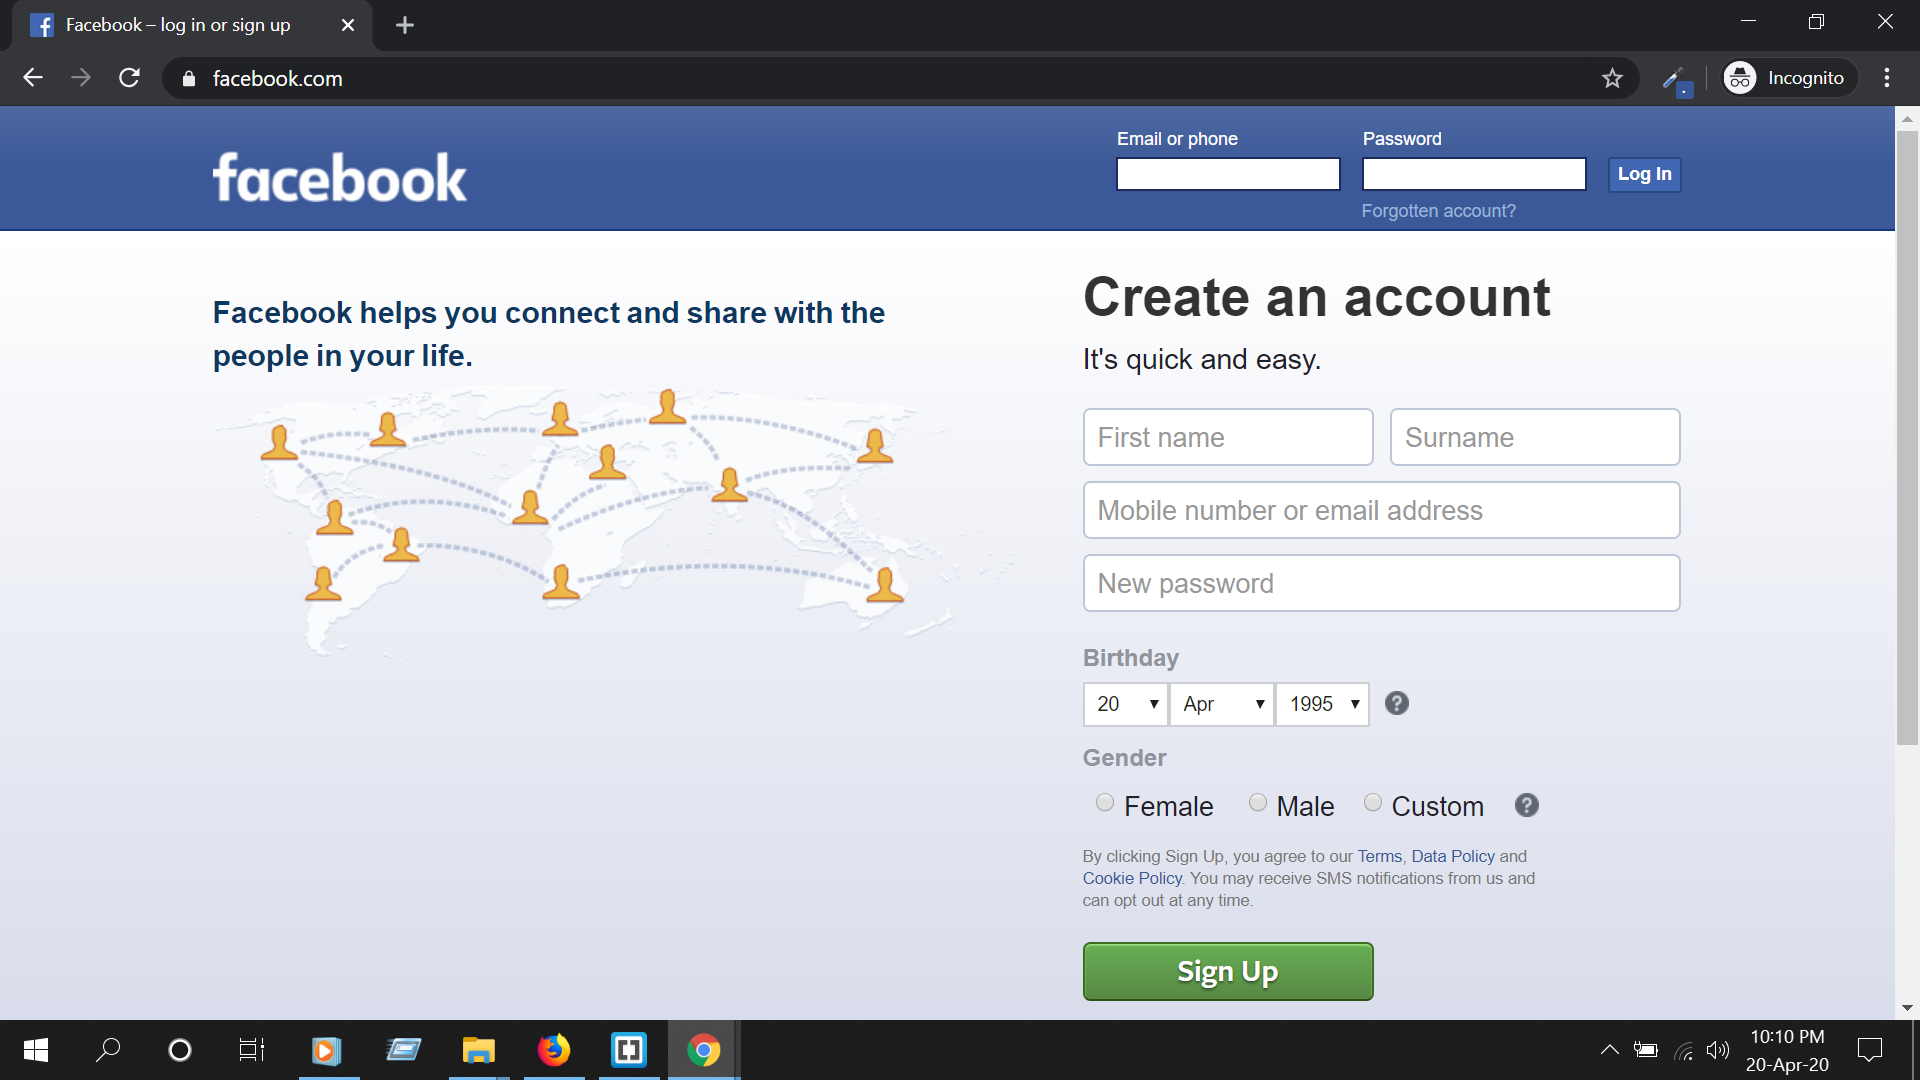 Facebook – log in or sign up
facebook.com
Incognito
facebook
Email or phone
Password
Log In
Forgotten account?
Facebook helps you connect and share with the
people in your life.
Create an account
It's quick and easy.
First name
Surname
Mobile number or email address
New password
Birthday
20
Apr
1995
?
Gender
Female
Male
Custom
?
By clicking Sign Up, you agree to our Terms, Data Policy and
Cookie Policy. You may receive SMS notifications from us and
can opt out at any time.
Sign Up
10:10 PM
20-Apr-20